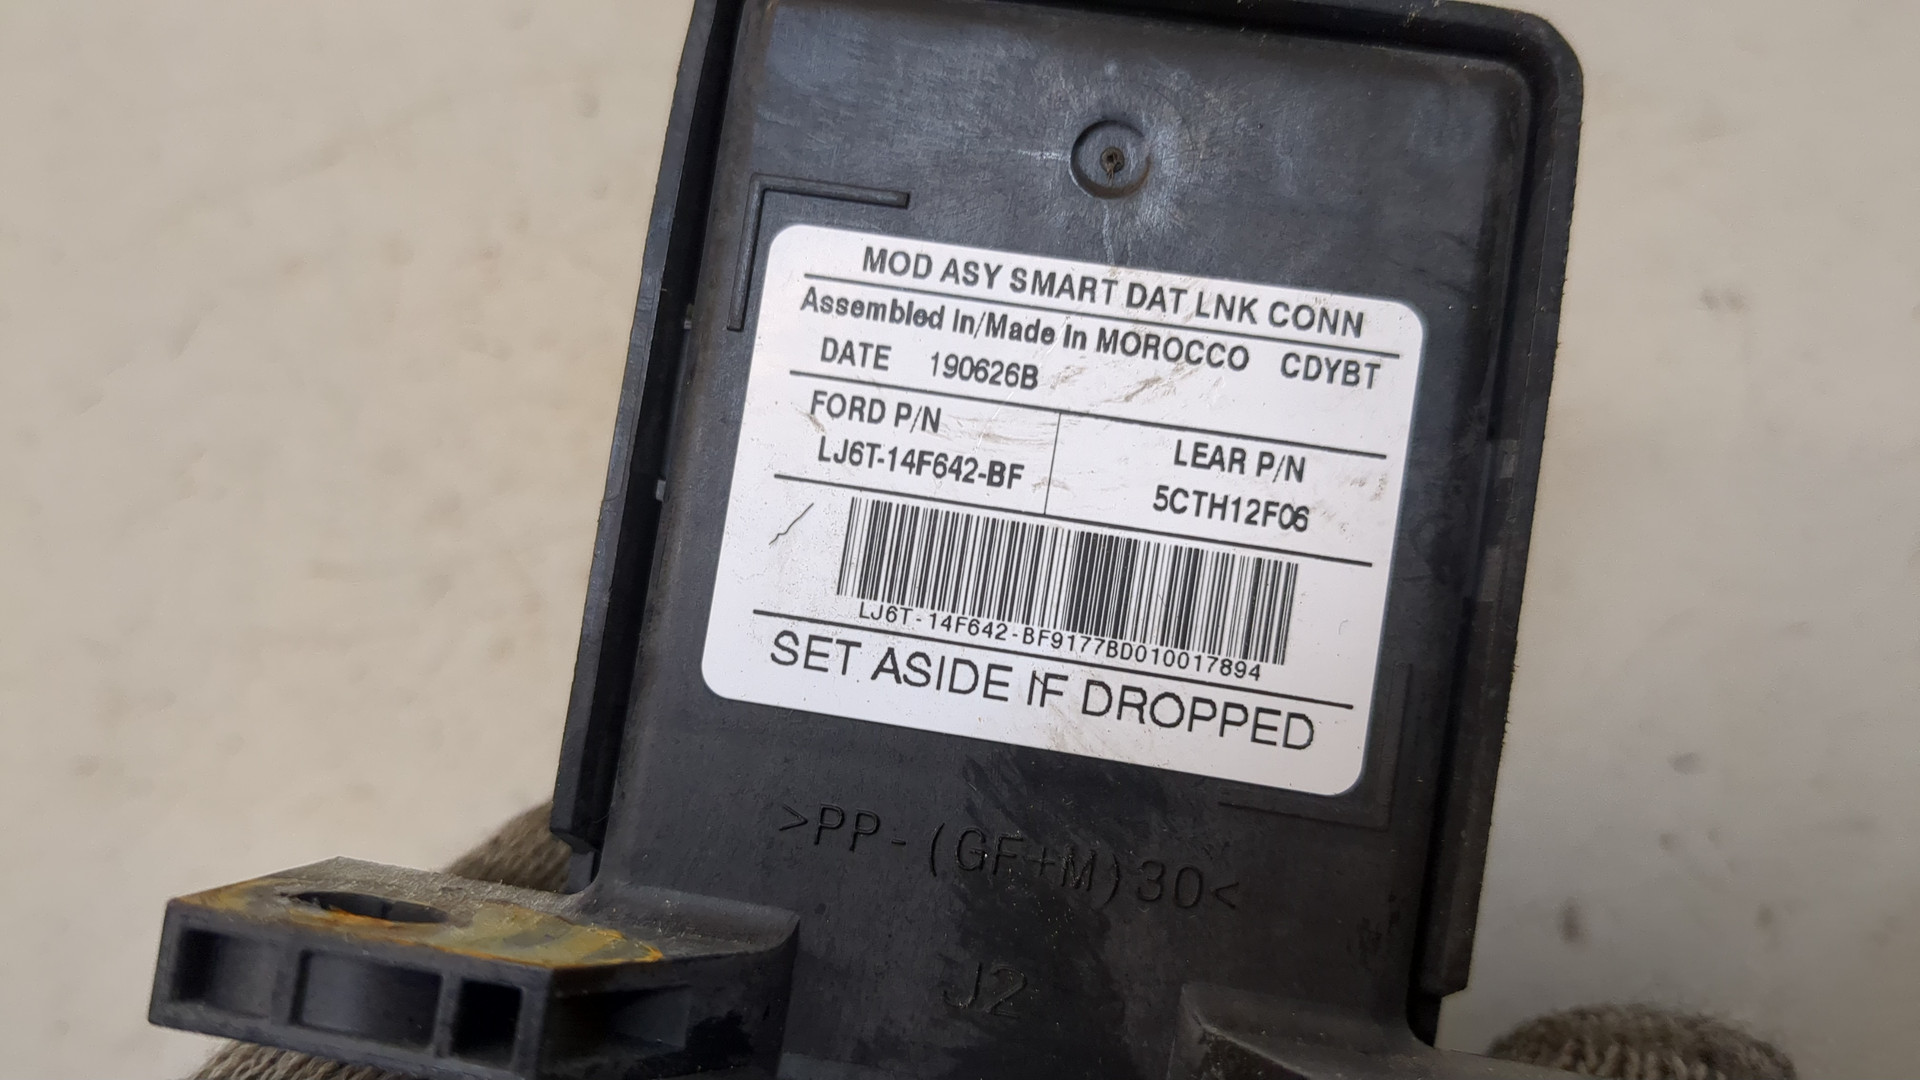 MOD ASY SMART DAT LNK CONN
Assembled In/Made In MOROCCO CDYBT
DATE 190626B
FORD P/N
LJ6T-14F642-BF
LEAR P/N
5CTH12F06
LJ6T-14F642-BF9177BD010017894
SET ASIDE IF DROPPED
>PP-(GF+M)30<
J2